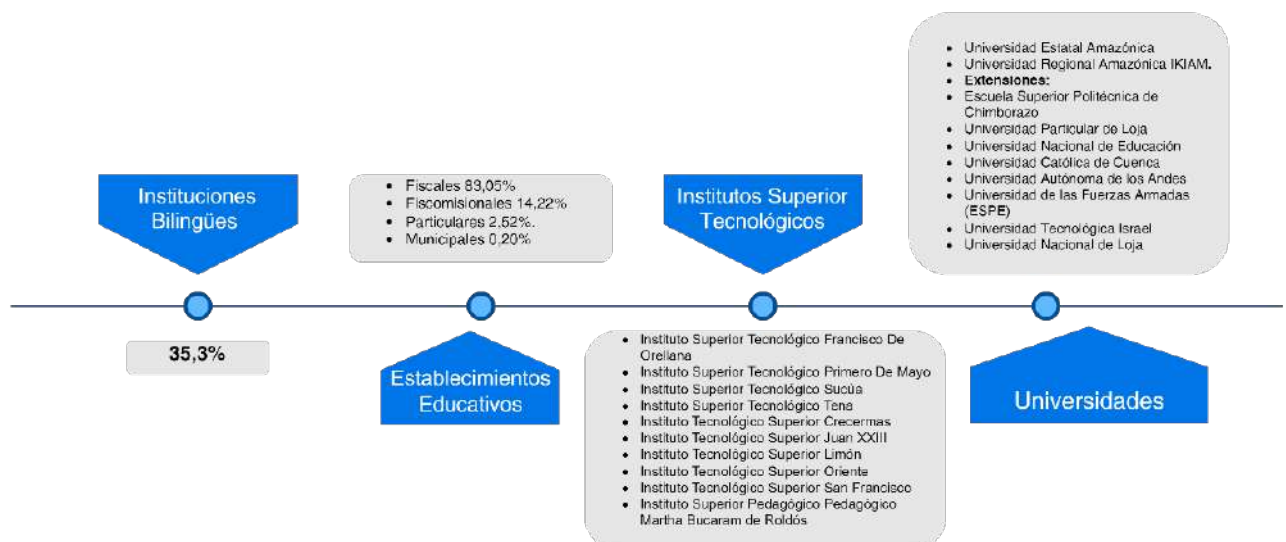 Instituciones
Bilingües
35,3%
• Fiscales 83,05%
• Fiscomisionales 14,22%
• Particulares 2,52%.
• Municipales 0,20%
Establecimientos
Educativos
Institutos Superior
Tecnológicos
• Instituto Superior Tecnológico Francisco De
Orellana
• Instituto Superior Tecnológico Primero De Mayo
• Instituto Superior Tecnológico Sucúa
• Instituto Superior Tecnológico Tena
• Instituto Tecnológico Superior Crecermas
• Instituto Tecnológico Superior Juan XXIII
• Instituto Tecnológico Superior Limón
• Instituto Tecnológico Superior Oriente
• Instituto Tecnológico Superior San Francisco
• Instituto Superior Pedagógico Pedagógico
Martha Bucaram de Roldós
• Universidad Estatal Amazónica
• Universidad Regional Amazónica IKIAM.
• Extensiones:
• Escuela Superior Politécnica de
Chimborazo
• Universidad Particular de Loja
• Universidad Nacional de Educación
• Universidad Católica de Cuenca
• Universidad Autónoma de los Andes
• Universidad de las Fuerzas Armadas
(ESPE)
• Universidad Tecnológica Israel
• Universidad Nacional de Loja
Universidades